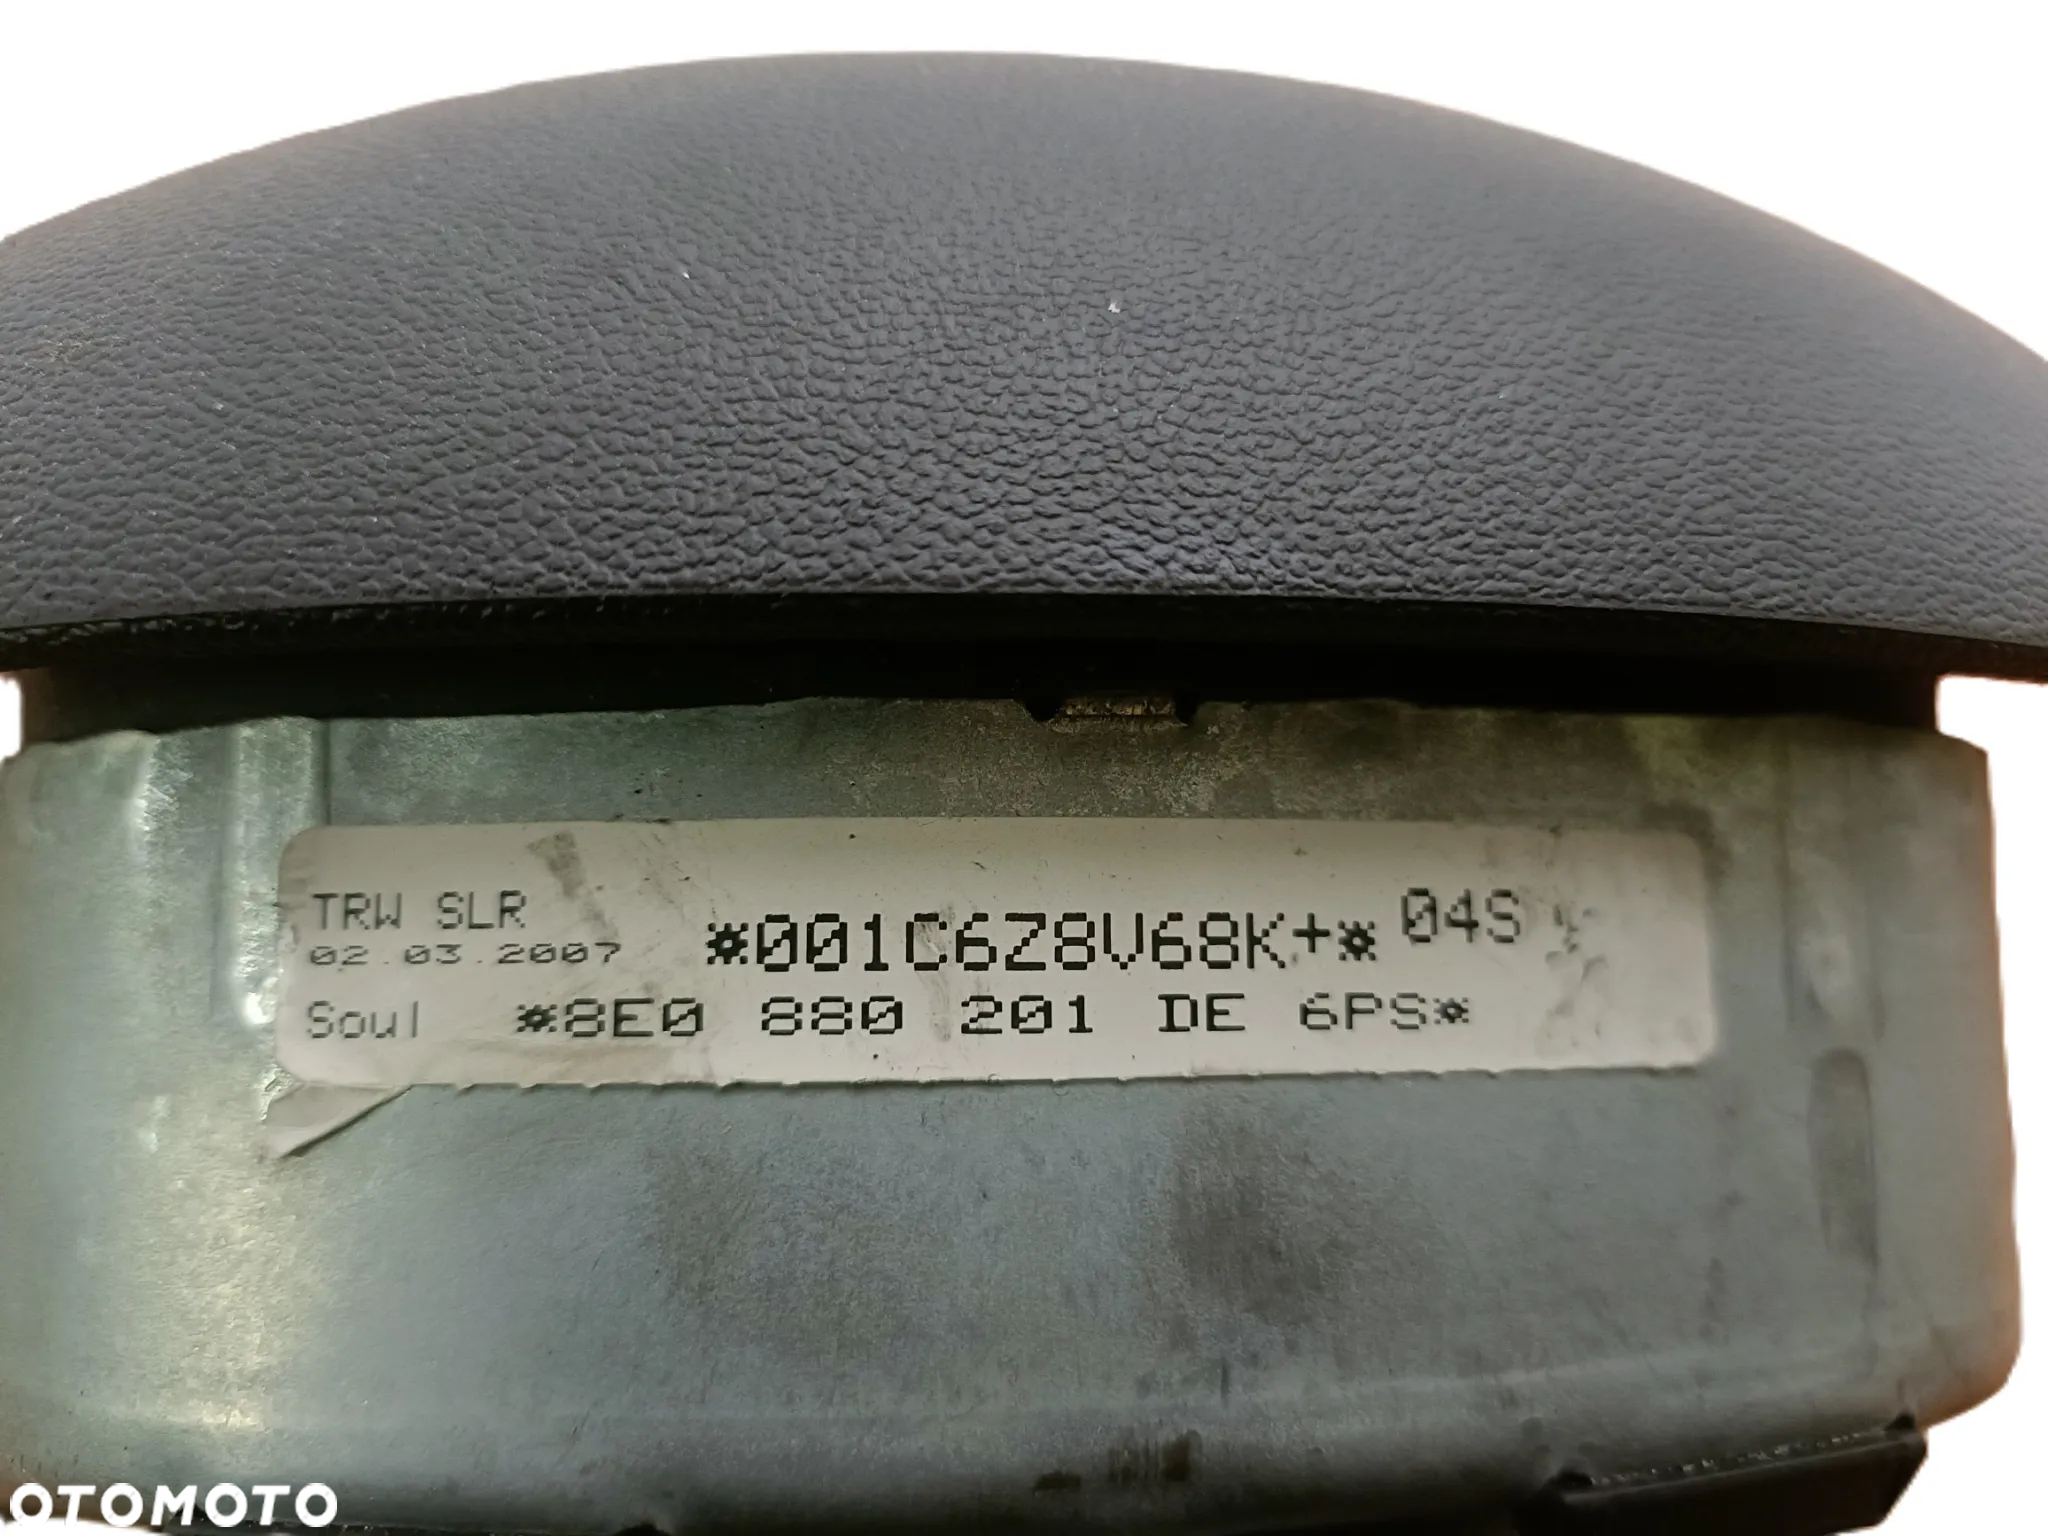 TRW SLR
02.03.2007
*001C6Z8V68K+* 04S
Soul *8E0 880 201 DE 6PS*
OTOMOTO